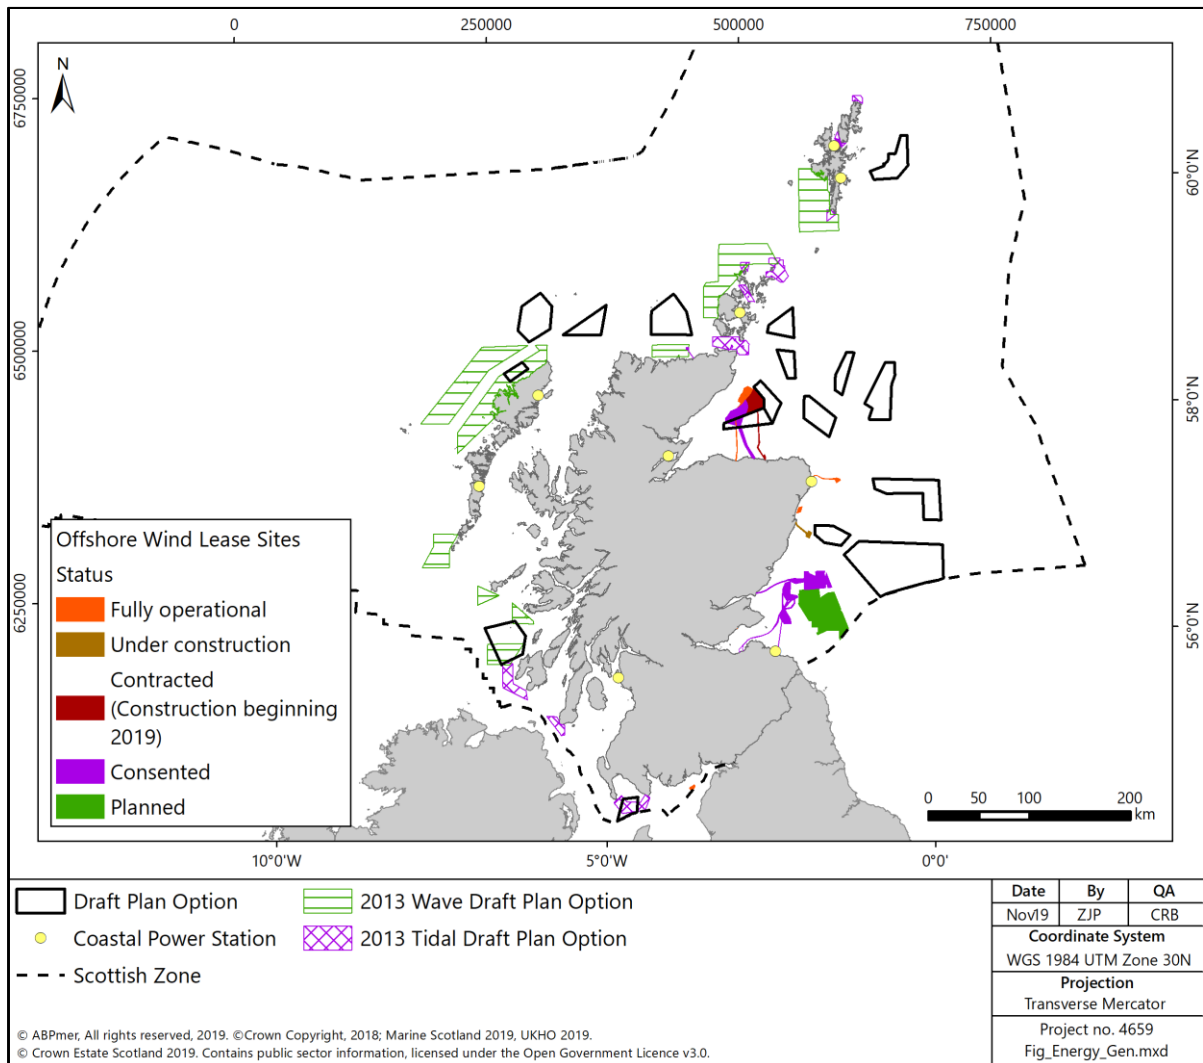 0 250000 500000 750000
N
6750000
6500000
6250000
60°0'N
58°0'N
56°0'N
Offshore Wind Lease Sites
Status
Fully operational
Under construction
Contracted
(Construction beginning
2019)
Consented
Planned
0 50 100 200
km
10°0'W 5°0'W 0°0'
Draft Plan Option
2013 Wave Draft Plan Option
Coastal Power Station
2013 Tidal Draft Plan Option
Scottish Zone
Date By QA
Nov19 ZJP CRB
Coordinate System
WGS 1984 UTM Zone 30N
Projection
Transverse Mercator
Project no. 4659
Fig_Energy_Gen.mxd
© ABPmer, All rights reserved, 2019. ©Crown Copyright, 2018; Marine Scotland 2019, UKHO 2019.
© Crown Estate Scotland 2019. Contains public sector information, licensed under the Open Government Licence v3.0.